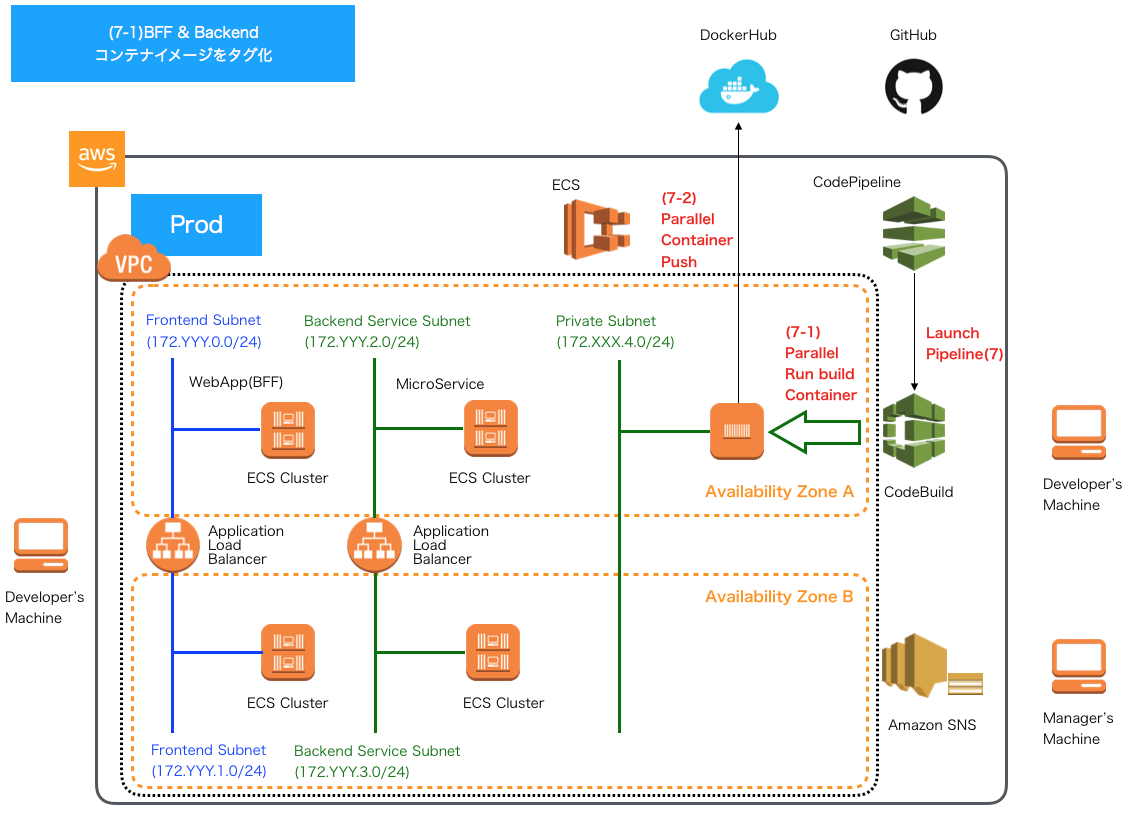 (7-1)BFF & Backend
コンテナイメージをタグ化
DockerHub
GitHub
aws
Prod
VPC
ECS
(7-2)
Parallel
Container
Push
CodePipeline
Frontend Subnet
(172.YYY.0.0/24)
Backend Service Subnet
(172.YYY.2.0/24)
Private Subnet
(172.XXX.4.0/24)
(7-1)
Parallel
Run build
Container
Launch
Pipeline(7)
WebApp(BFF)
MicroService
ECS Cluster
ECS Cluster
Availability Zone A
CodeBuild
Developer's
Machine
Application
Load
Balancer
Application
Load
Balancer
Developer's
Machine
Availability Zone B
ECS Cluster
ECS Cluster
Amazon SNS
Manager's
Machine
Frontend Subnet
(172.YYY.1.0/24)
Backend Service Subnet
(172.YYY.3.0/24)